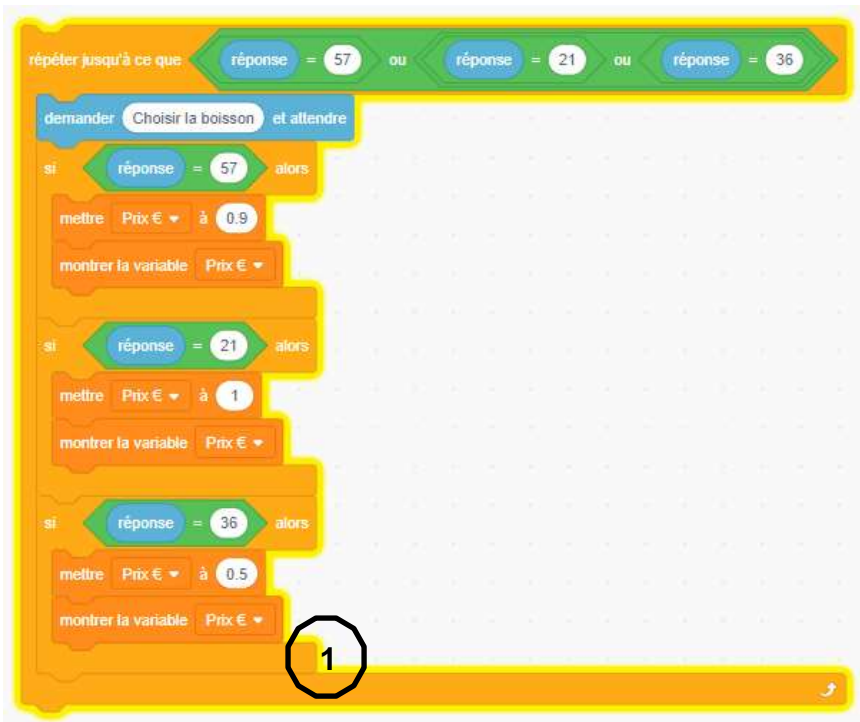 répéter jusqu'à ce que réponse = 57 ou réponse = 21 ou réponse = 36
demander Choisir la boisson et attendre
si réponse = 57 alors
mettre Prix € à 0.9
montrer la variable Prix €
si réponse = 21 alors
mettre Prix € à 1
montrer la variable Prix €
si réponse = 36 alors
mettre Prix € à 0.5
montrer la variable Prix €
1